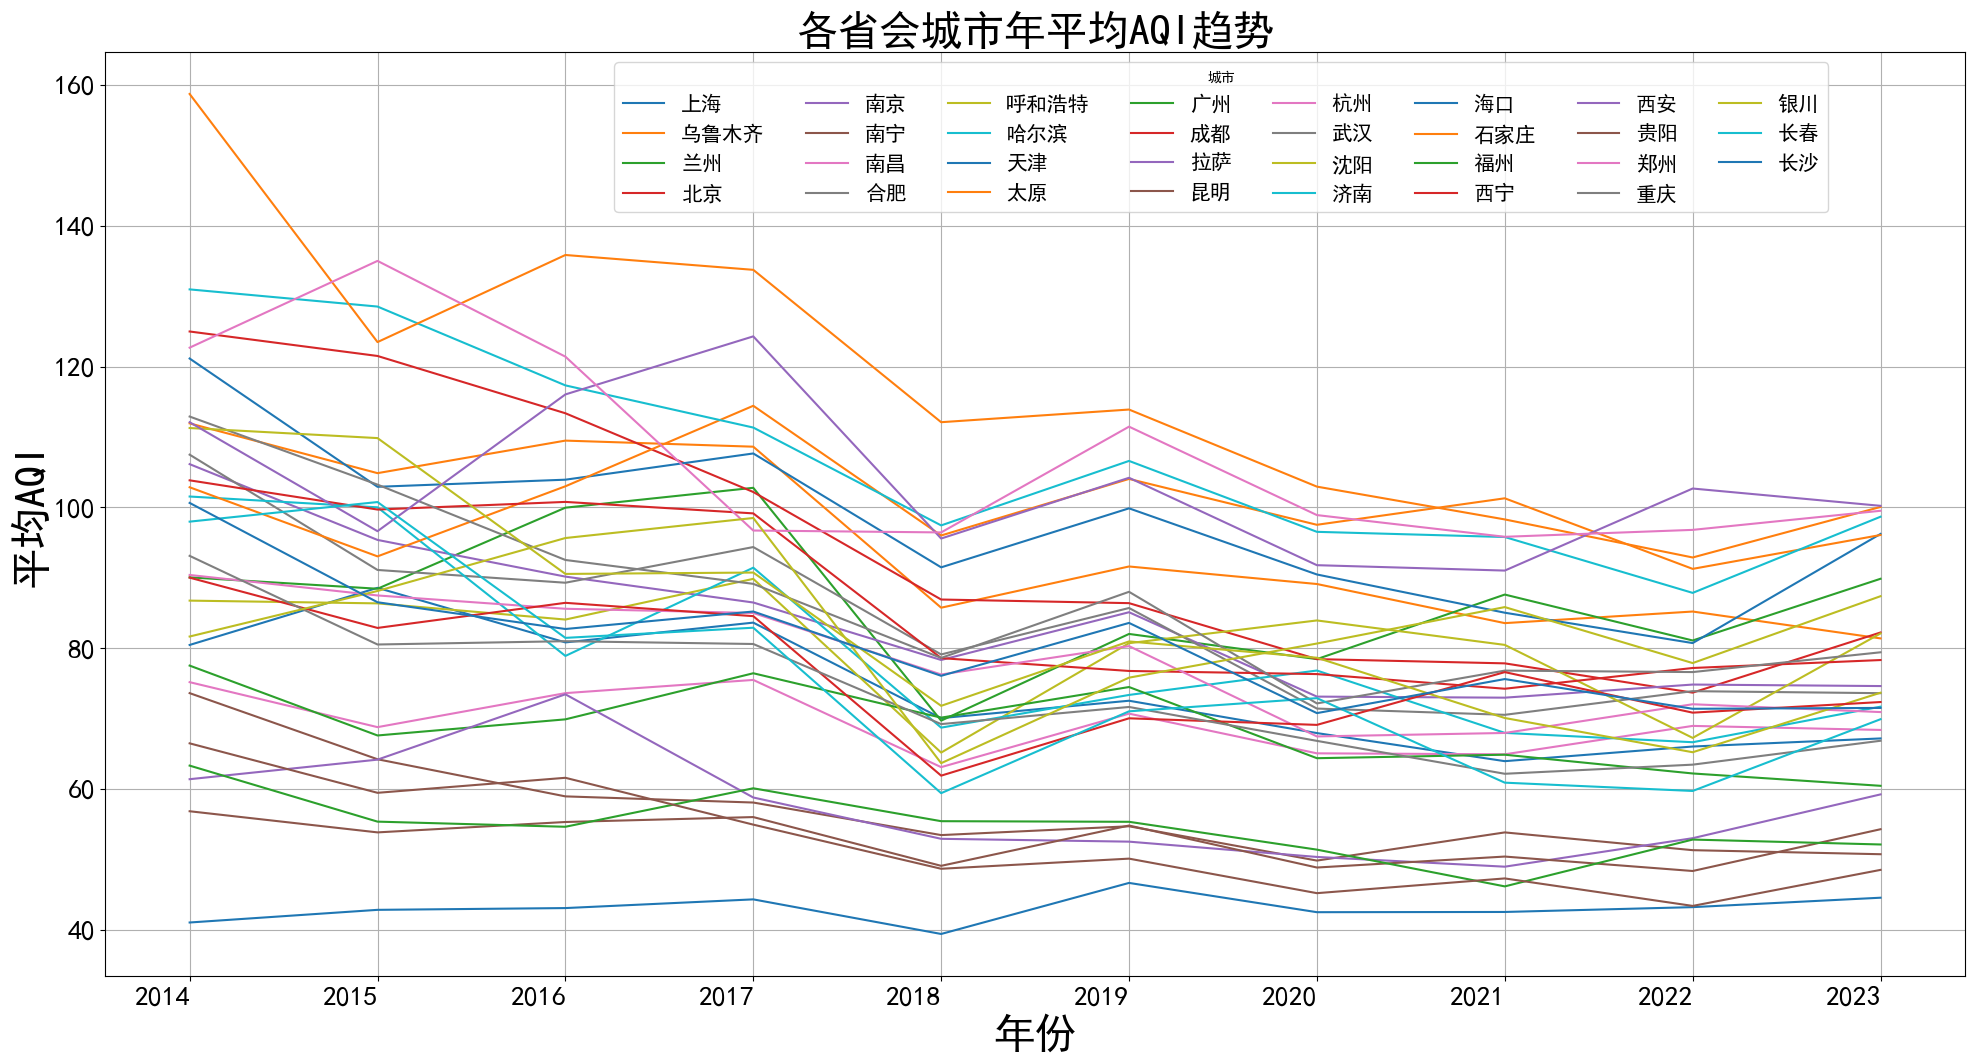 各省会城市年平均AQI趋势
城市
上海 南京 呼和浩特 广州 杭州 海口 西安 银川
乌鲁木齐 南宁 哈尔滨 成都 武汉 石家庄 贵阳 长春
兰州 南昌 天津 拉萨 沈阳 福州 郑州 长沙
北京 合肥 太原 昆明 济南 西宁 重庆
160
140
120
100
80
60
40
平均AQI
2014 2015 2016 2017 2018 2019 2020 2021 2022 2023
年份